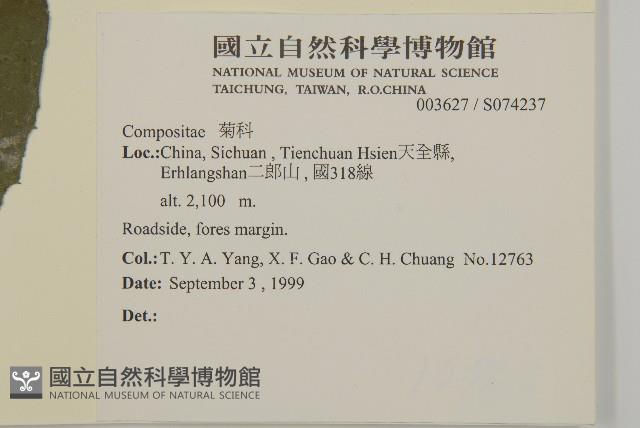 國立自然科學博物館
NATIONAL MUSEUM OF NATURAL SCIENCE
TAICHUNG, TAIWAN, R.O.CHINA
003627 / S074237
Compositae 菊科
Loc.:China, Sichuan , Tienchuan Hsien天全縣,
Erhlangshan二郎山 , 國318線
alt. 2,100 m.
Roadside, fores margin.
Col.: T. Y. A. Yang, X. F. Gao & C. H. Chuang No.12763
Date: September 3 , 1999
Det.:
國立自然科學博物館
NATIONAL MUSEUM OF NATURAL SCIENCE